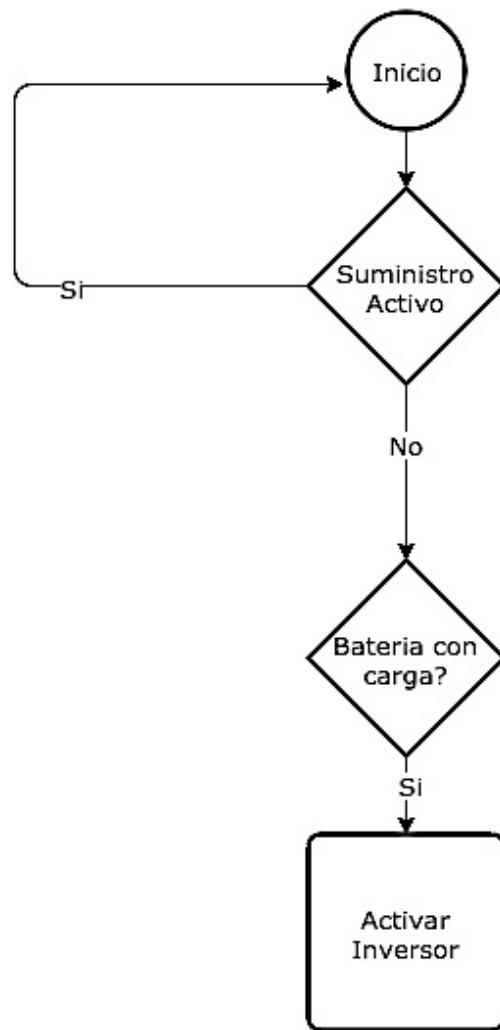 Inicio
Suministro
Activo
Si
No
Bateria con
carga?
Si
Activar
Inversor